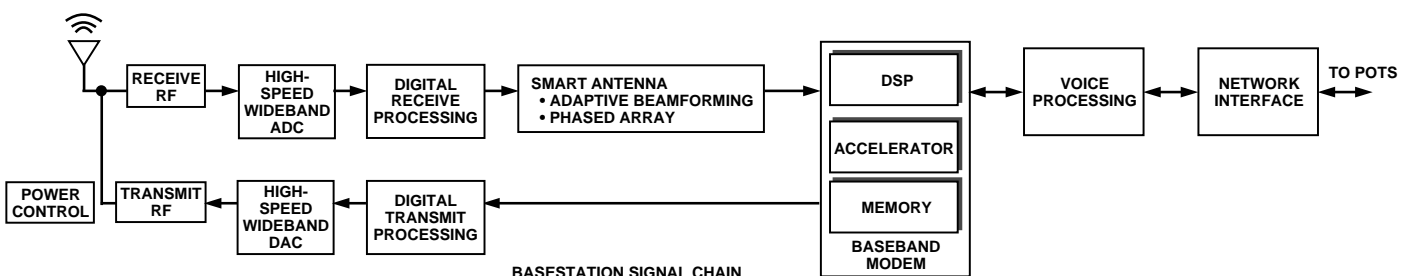 RECEIVE
RF
HIGH-
SPEED
WIDEBAND
ADC
DIGITAL
RECEIVE
PROCESSING
SMART ANTENNA
• ADAPTIVE BEAMFORMING
• PHASED ARRAY
DSP
ACCELERATOR
MEMORY
BASEBAND
MODEM
VOICE
PROCESSING
NETWORK
INTERFACE
TO POTS
POWER
CONTROL
TRANSMIT
RF
HIGH-
SPEED
WIDEBAND
DAC
DIGITAL
TRANSMIT
PROCESSING
BASESTATION SIGNAL CHAIN